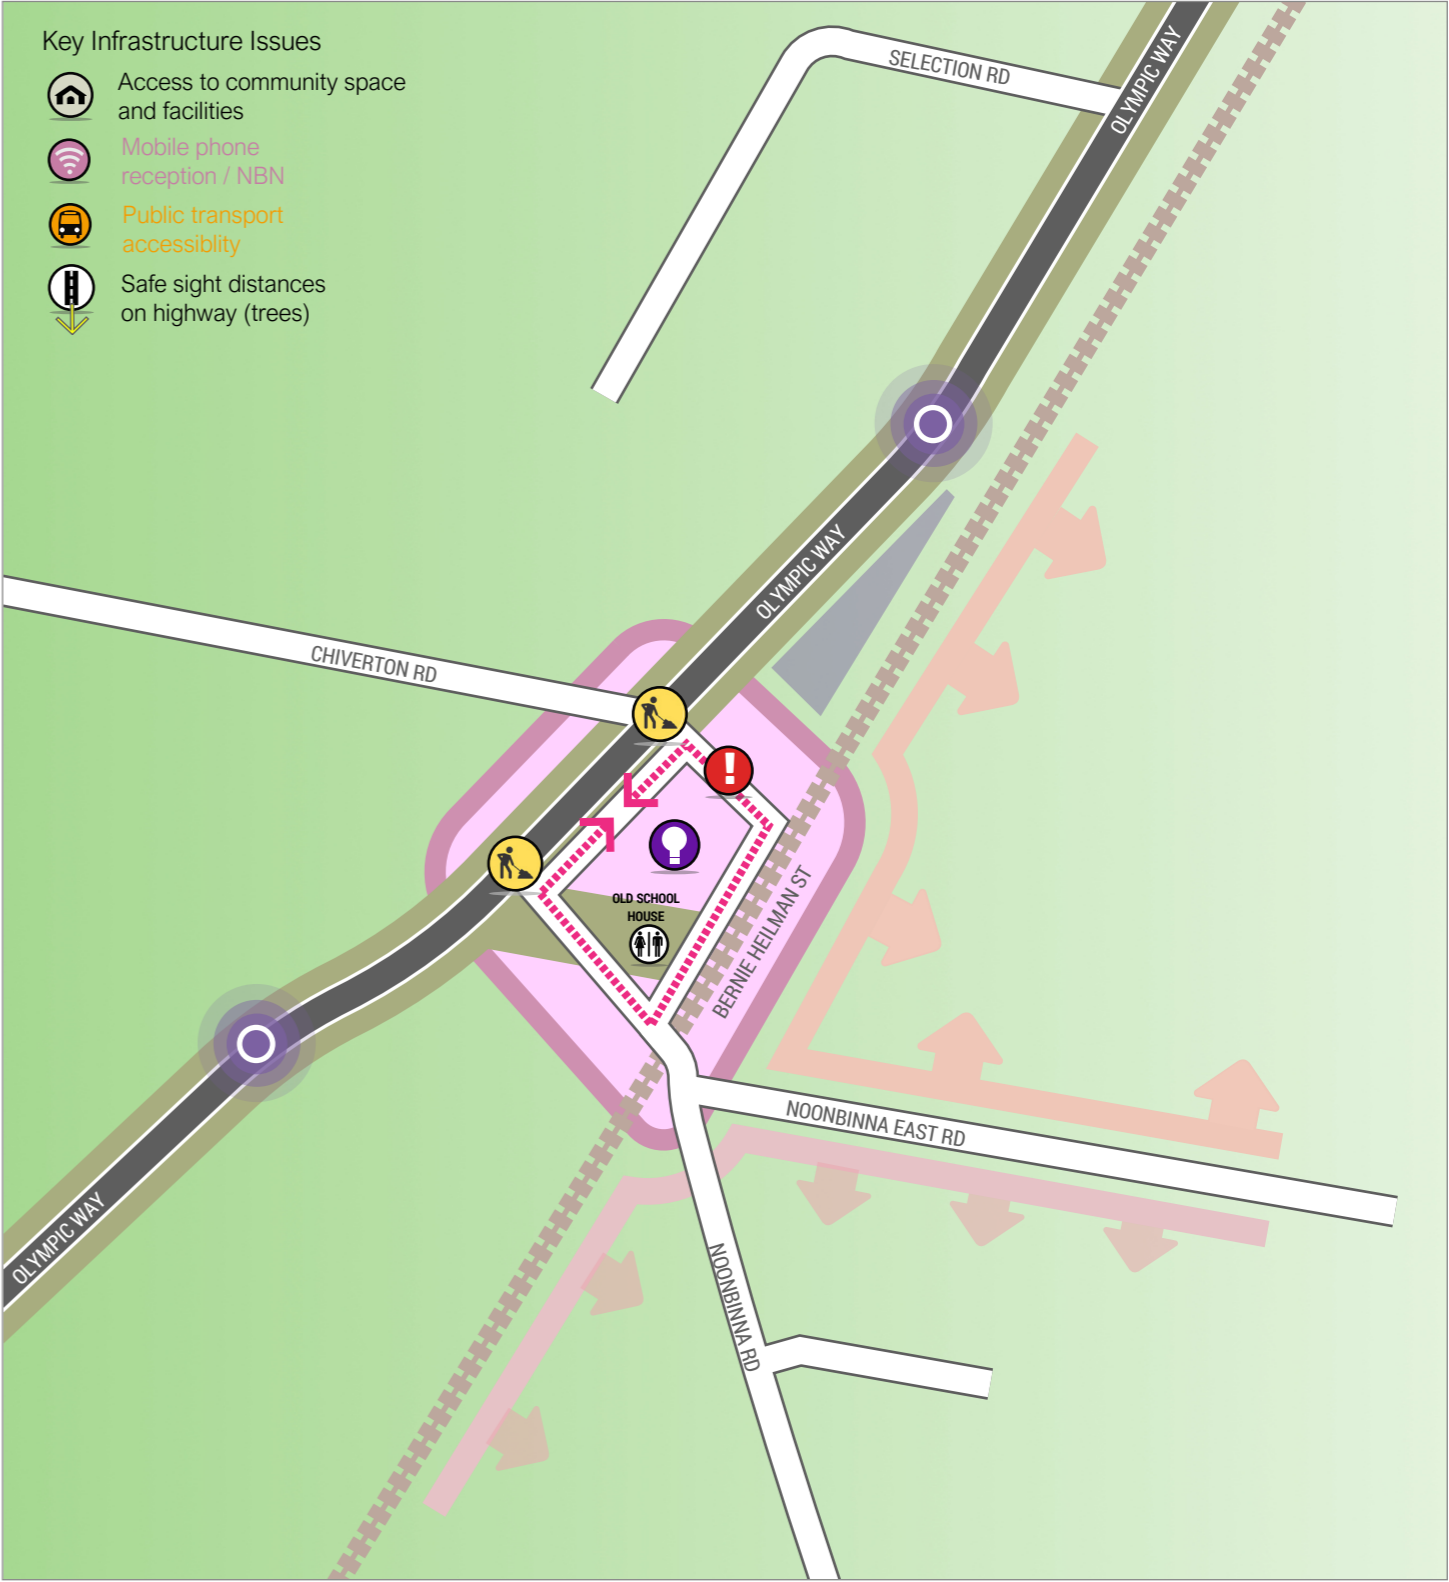 Key Infrastructure Issues
Access to community space
and facilities
Mobile phone
reception / NBN
Public transport
accessiblity
Safe sight distances
on highway (trees)
SELECTION RD
OLYMPIC WAY
OLYMPIC WAY
CHIVERTON RD
!
OLD SCHOOL
HOUSE
BERNIE HEILMAN ST
NOONBINNA EAST RD
OLYMPIC WAY
NOONBINNA RD